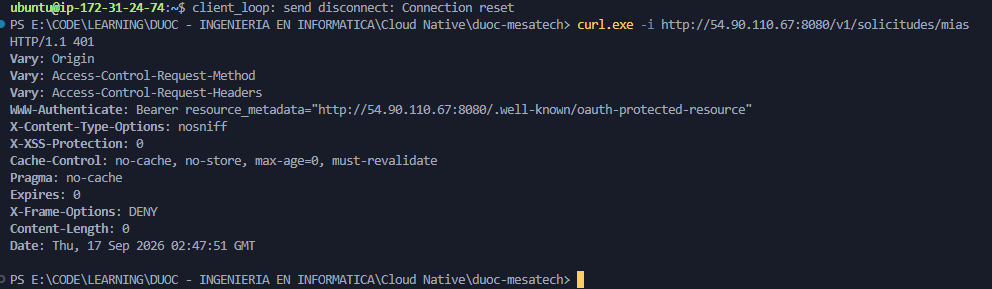 ubuntu@ip-172-31-24-74:~$ client_loop: send disconnect: Connection reset
PS E:\CODE\LEARNING\DUOC - INGENIERIA EN INFORMATICA\Cloud Native\duoc-mesatech> curl.exe -i http://54.90.110.67:8080/v1/solicitudes/mias
HTTP/1.1 401
Vary: Origin
Vary: Access-Control-Request-Method
Vary: Access-Control-Request-Headers
WWW-Authenticate: Bearer resource_metadata="http://54.90.110.67:8080/.well-known/oauth-protected-resource"
X-Content-Type-Options: nosniff
X-XSS-Protection: 0
Cache-Control: no-cache, no-store, max-age=0, must-revalidate
Pragma: no-cache
Expires: 0
X-Frame-Options: DENY
Content-Length: 0
Date: Thu, 17 Sep 2026 02:47:51 GMT
PS E:\CODE\LEARNING\DUOC - INGENIERIA EN INFORMATICA\Cloud Native\duoc-mesatech>